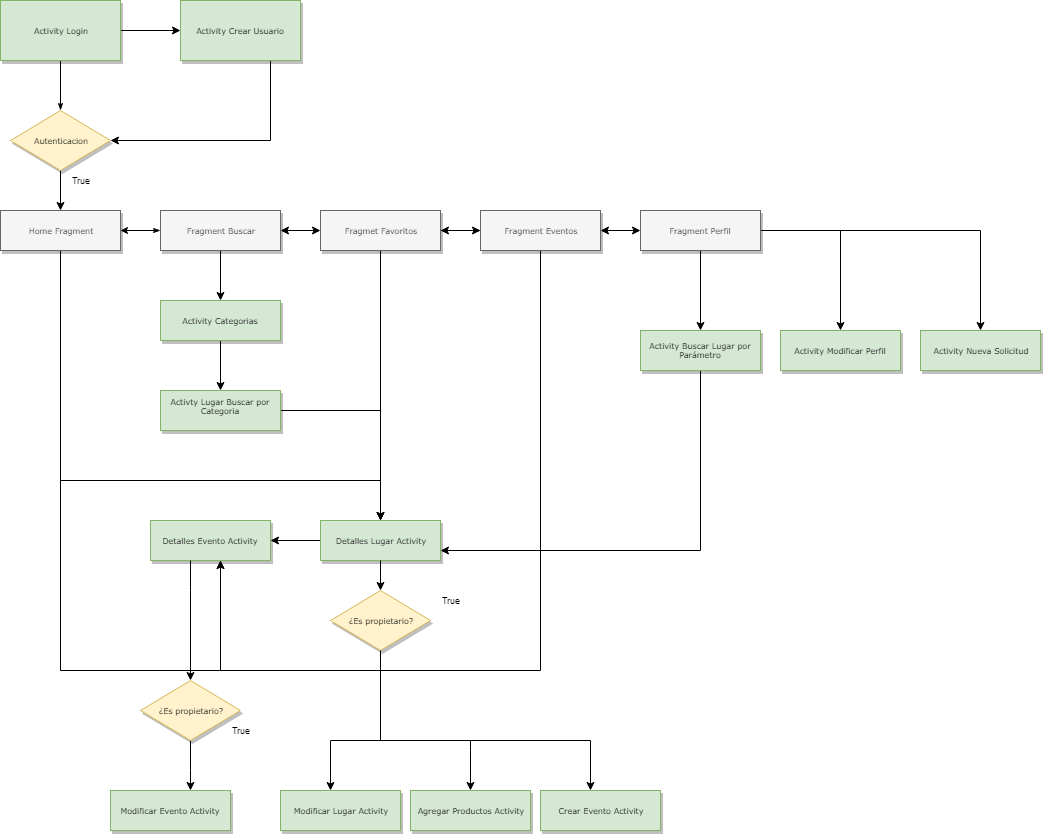 Activity Login
Activity Crear Usuario
Autenticacion
True
Home Fragment
Fragment Buscar
Fragmet Favoritos
Fragment Eventos
Fragment Perfil
Activity Categorias
Activity Buscar Lugar por
Parámetro
Activity Modificar Perfil
Activity Nueva Solicitud
Activty Lugar Buscar por
Categoria
Detalles Evento Activity
Detalles Lugar Activity
¿Es propietario?
True
¿Es propietario?
True
Modificar Evento Activity
Modificar Lugar Activity
Agregar Productos Activity
Crear Evento Activity